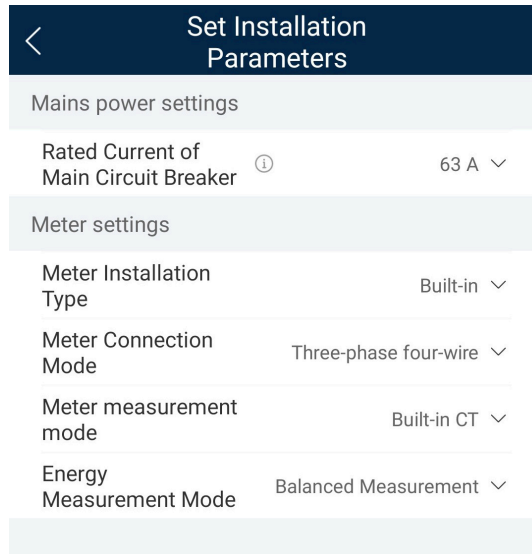 Set Installation
Parameters
Mains power settings
Rated Current of
Main Circuit Breaker
63 A
Meter settings
Meter Installation
Type
Built-in
Meter Connection
Mode
Three-phase four-wire
Meter measurement
mode
Built-in CT
Energy
Measurement Mode
Balanced Measurement